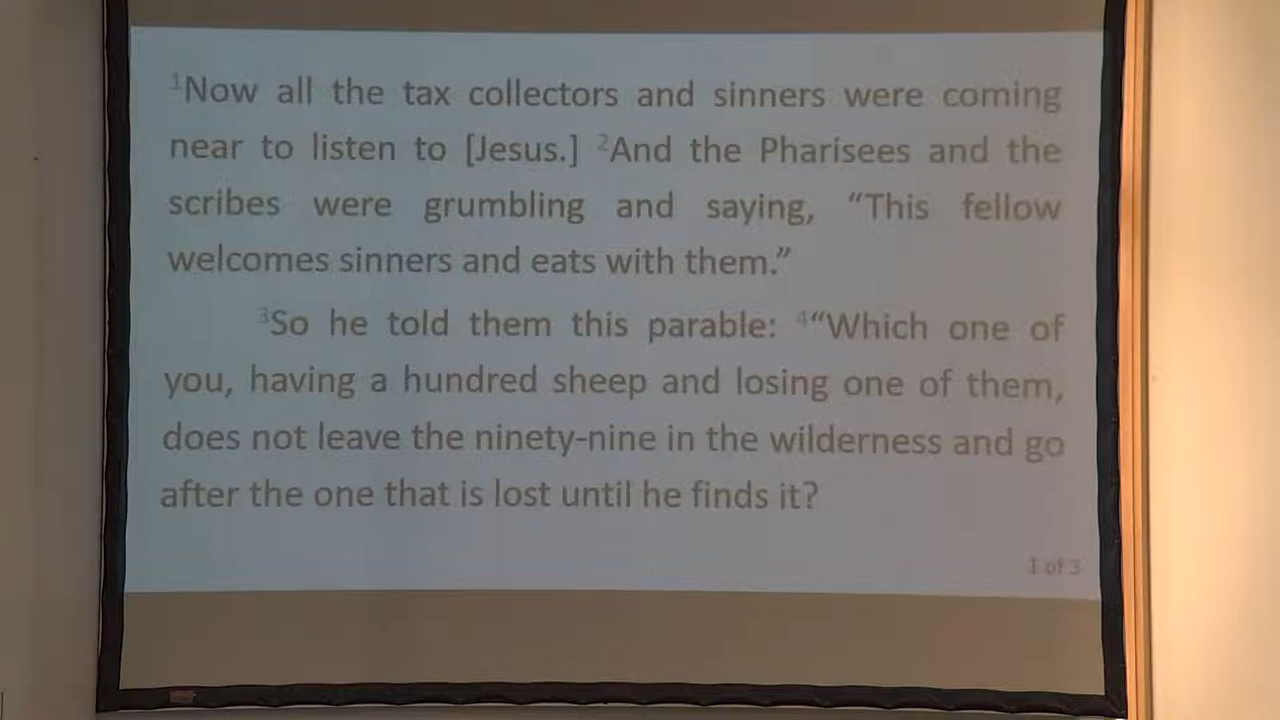 ¹Now all the tax collectors and sinners were coming
near to listen to [Jesus.] ²And the Pharisees and the
scribes were grumbling and saying, “This fellow
welcomes sinners and eats with them.”
³So he told them this parable: ⁴“Which one of
you, having a hundred sheep and losing one of them,
does not leave the ninety-nine in the wilderness and go
after the one that is lost until he finds it?
1 of 3